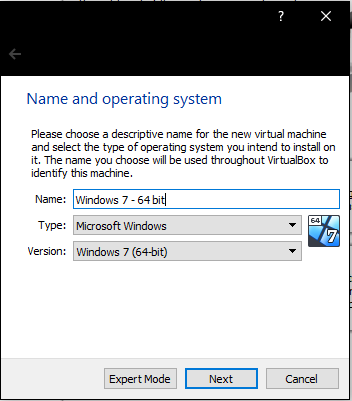 ?
Name and operating system
Please choose a descriptive name for the new virtual machine
and select the type of operating system you intend to install on
it. The name you choose will be used throughout VirtualBox to
identify this machine.
Name: Windows 7 - 64 bit
Type: Microsoft Windows
64
7
Version: Windows 7 (64-bit)
Expert Mode Next Cancel